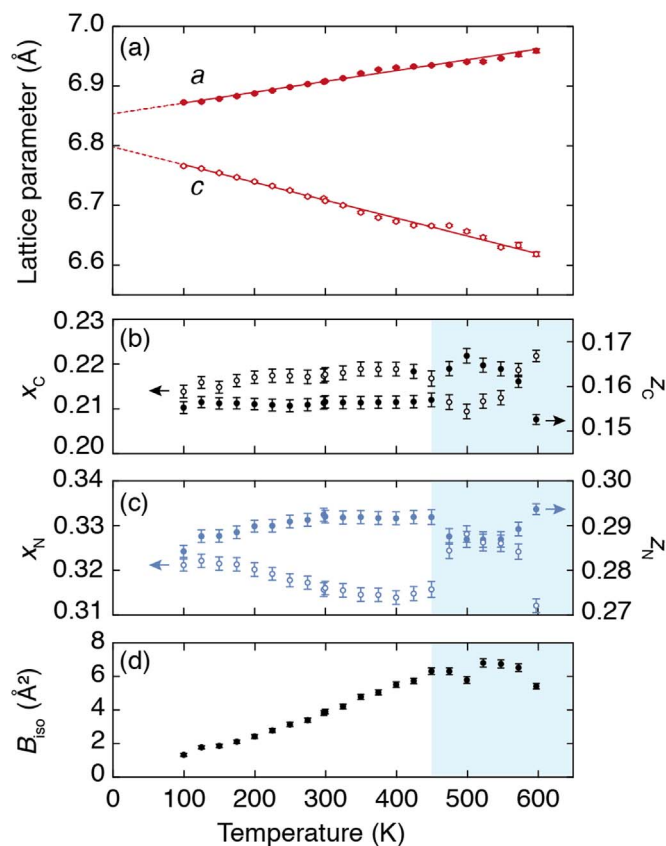 7.0
(a)
a
6.9
6.8
c
6.7
6.6
Lattice parameter (Å)
0.23
(b)
0.17
0.22
0.16
0.21
0.15
0.20
x_C
z_C
0.34
(c)
0.30
0.33
0.29
0.32
0.28
0.31
0.27
x_N
z_N
8
(d)
6
4
2
0
B_iso (Å²)
0 100 200 300 400 500 600
Temperature (K)